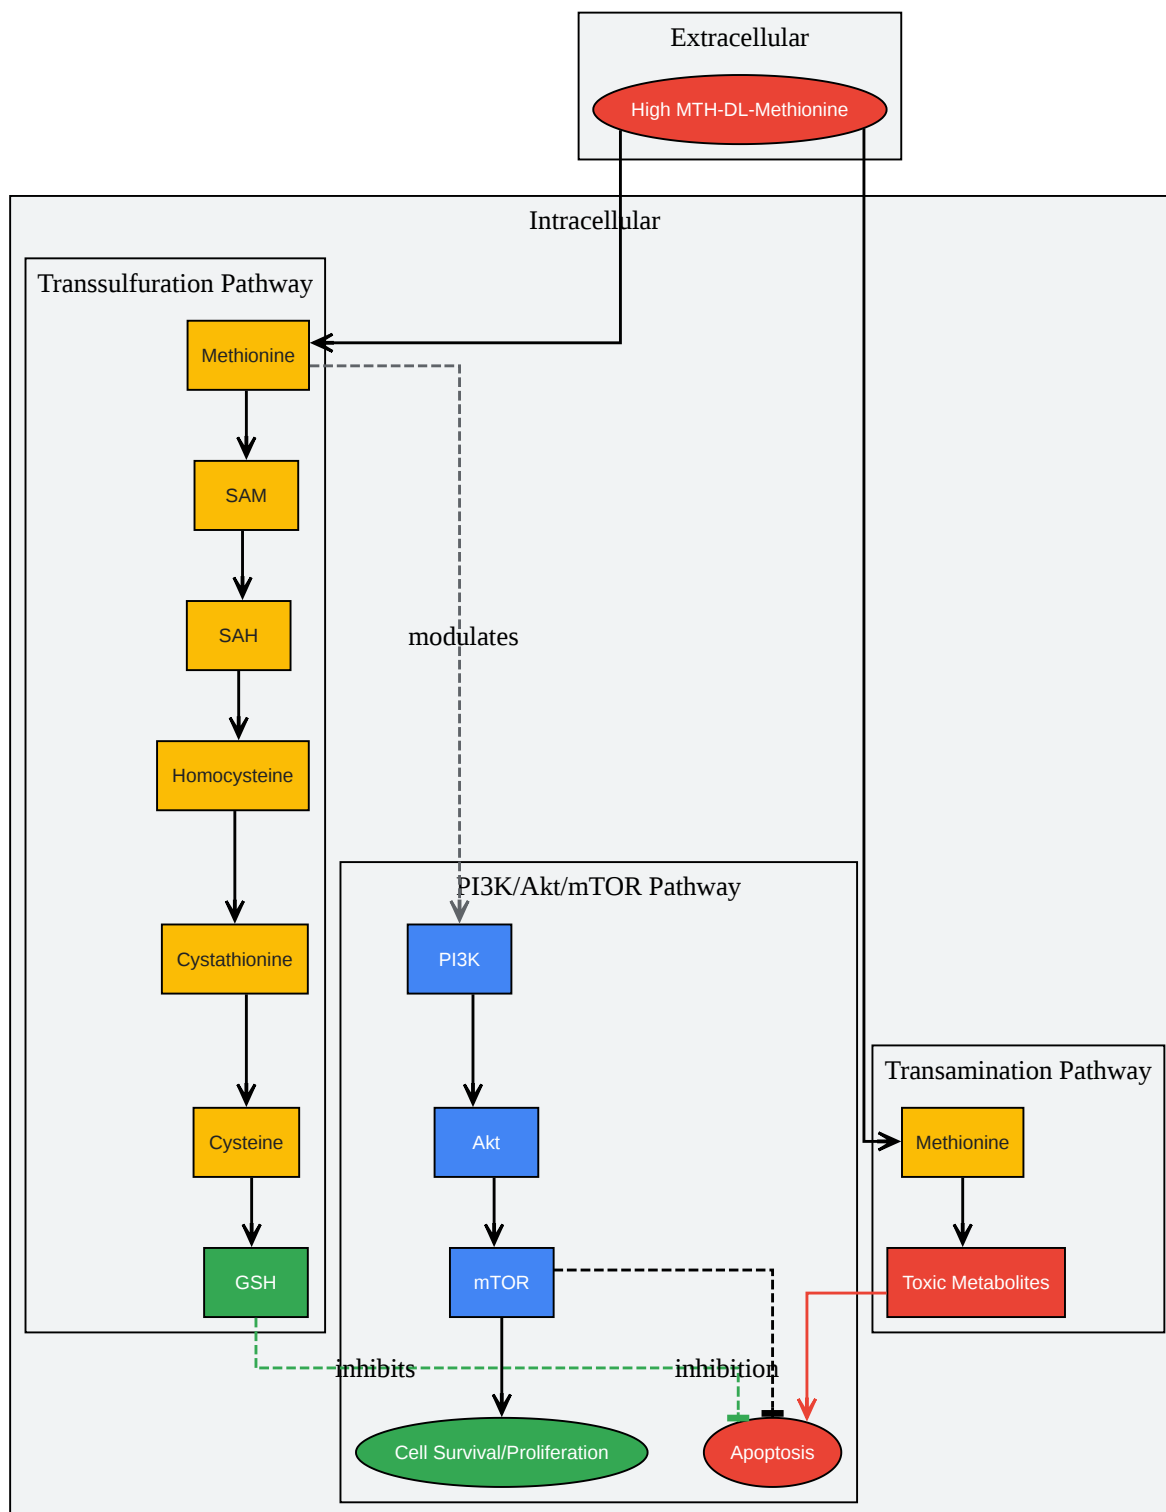 Extracellular
High MTH-DL-Methionine
Intracellular
Transsulfuration Pathway
Methionine
SAM
SAH
modulates
Homocysteine
PI3K/Akt/mTOR Pathway
Cystathionine
PI3K
Transamination Pathway
Cysteine
Akt
Methionine
GSH
mTOR
Toxic Metabolites
inhibits
inhibition
Cell Survival/Proliferation
Apoptosis